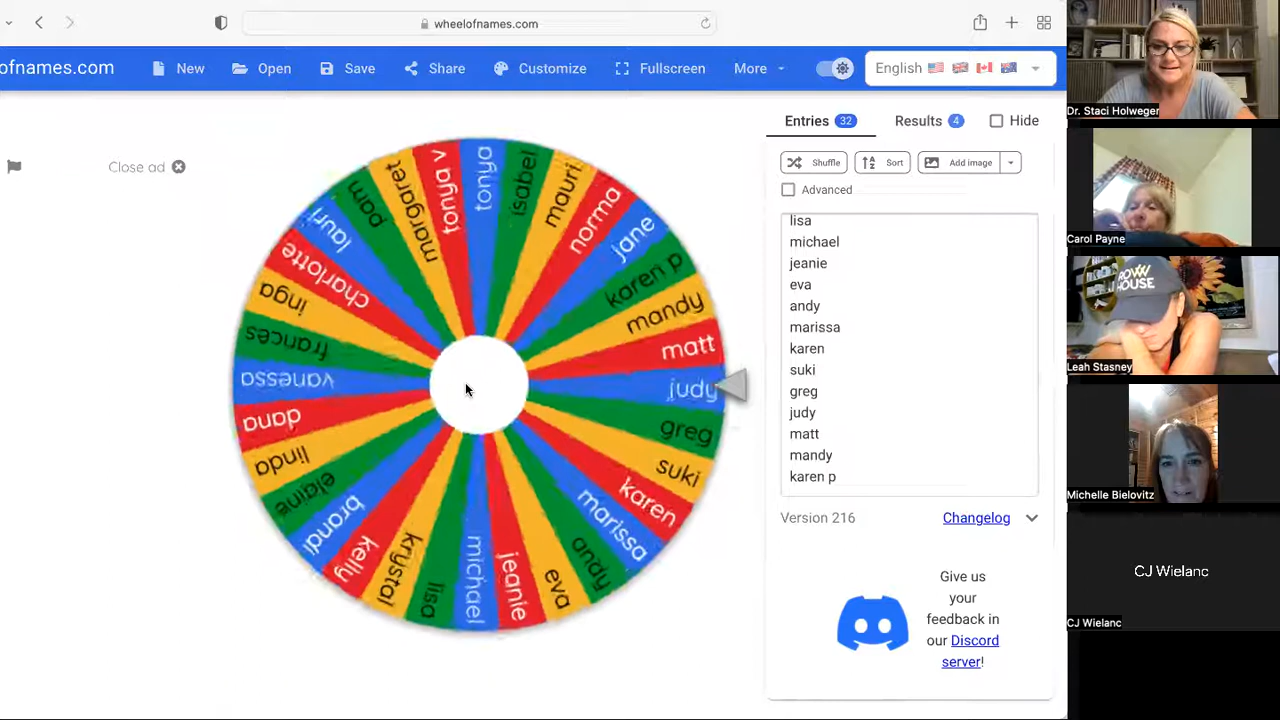 wheelofnames.com
ofnames.com
New
Open
Save
Share
Customize
Fullscreen
More
English
Close ad
Entries 32
Results 4
Hide
Shuffle
Sort
Add image
Advanced
lisa
michael
jeanie
eva
andy
marissa
karen
suki
greg
judy
matt
mandy
karen p
Version 216
Changelog
Give us
your
feedback in
our Discord
server!
tonya
isabel
mauri
norma
jane
karen p
mandy
matt
judy
greg
suki
karen
marissa
andy
eva
jeanie
michael
lisa
krystal
kelly
brandi
elaine
linda
dana
vanessa
frances
inga
charlotte
lauri
pam
margaret
tonya v
Dr. Staci Holweger
Carol Payne
ROW
HOUSE
Leah Stasney
Michelle Bielovitz
CJ Wielanc
CJ Wielanc